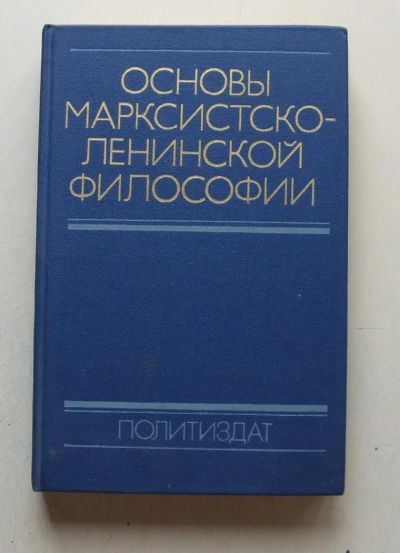 ОСНОВЫ
МАРКСИСТСКО-
ЛЕНИНСКОЙ
ФИЛОСОФИИ
ПОЛИТИЗДАТ